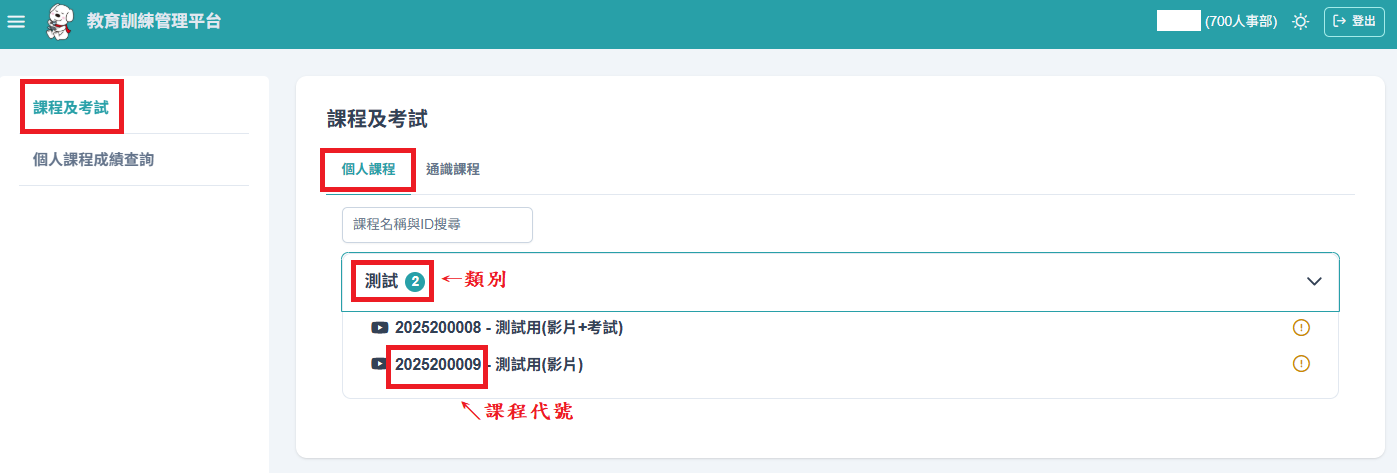 教育訓練管理平台
(700人事部)
登出
課程及考試
個人課程成績查詢
課程及考試
個人課程
通識課程
課程名稱與ID搜尋
測試 2
←類別
2025200008 - 測試用(影片+考試)
2025200009 - 測試用(影片)
↖課程代號